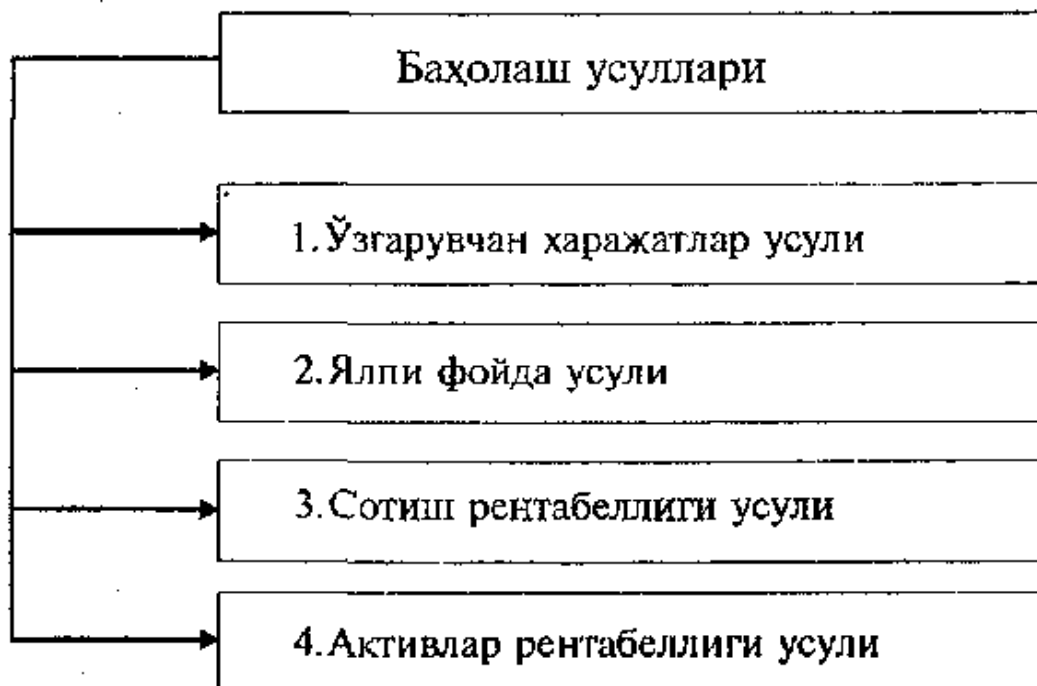 Баҳолаш усуллари
1.Ўзгарувчан харажатлар усули
2.Ялпи фойда усули
3.Сотиш рентабеллиги усули
4.Активлар рентабеллиги усули